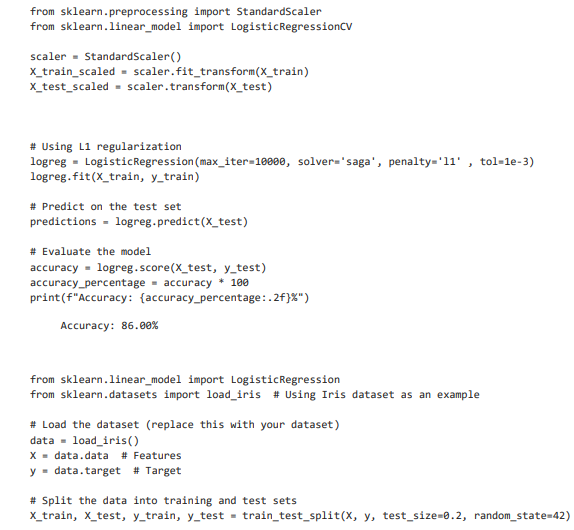 from sklearn.preprocessing import StandardScaler
from sklearn.linear_model import LogisticRegressionCV
scaler = StandardScaler()
X_train_scaled = scaler.fit_transform(X_train)
X_test_scaled = scaler.transform(X_test)
# Using L1 regularization
logreg = LogisticRegression(max_iter=10000, solver='saga', penalty='l1' , tol=1e-3)
logreg.fit(X_train, y_train)
# Predict on the test set
predictions = logreg.predict(X_test)
# Evaluate the model
accuracy = logreg.score(X_test, y_test)
accuracy_percentage = accuracy * 100
print(f"Accuracy: {accuracy_percentage:.2f}%")
Accuracy: 86.00%
from sklearn.linear_model import LogisticRegression
from sklearn.datasets import load_iris  # Using Iris dataset as an example
# Load the dataset (replace this with your dataset)
data = load_iris()
X = data.data  # Features
y = data.target  # Target
# Split the data into training and test sets
X_train, X_test, y_train, y_test = train_test_split(X, y, test_size=0.2, random_state=42)